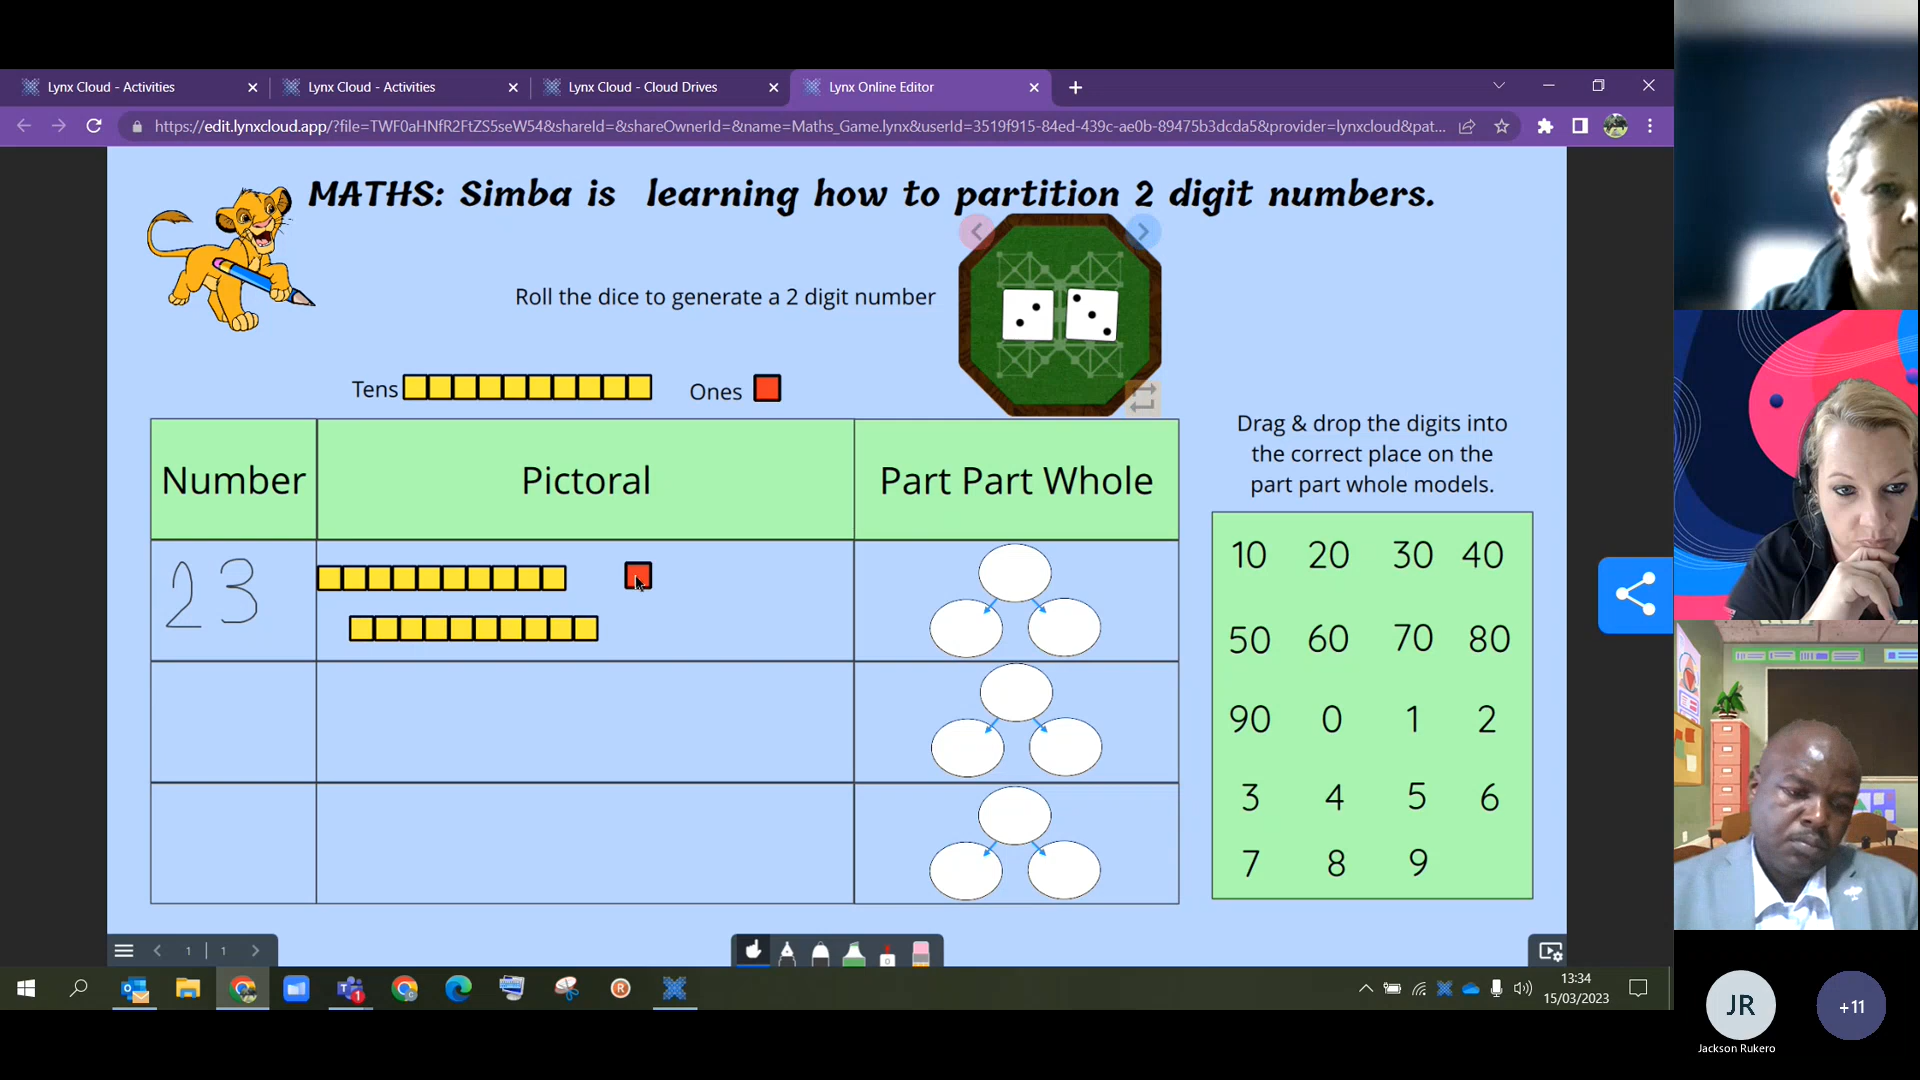 Lynx Cloud - Activities
Lynx Cloud - Activities
Lynx Cloud - Cloud Drives
Lynx Online Editor
https://edit.lynxcloud.app/?file=TWF0aHNfR2FtZS5seW54&shareId=&shareOwnerId=&name=Maths_Game.lynx&userId=3519f915-84ed-439c-ae0b-89475b3dcda5&provider=lynxcloud&pat...
MATHS: Simba is learning how to partition 2 digit numbers.
Roll the dice to generate a 2 digit number
Tens
Ones
Number
Pictoral
Part Part Whole
23
Drag & drop the digits into
the correct place on the
part part whole models.
10 20 30 40
50 60 70 80
90 0 1 2
3 4 5 6
7 8 9
1 | 1
0
1
R
13:34
15/03/2023
JR
Jackson Rukero
+11